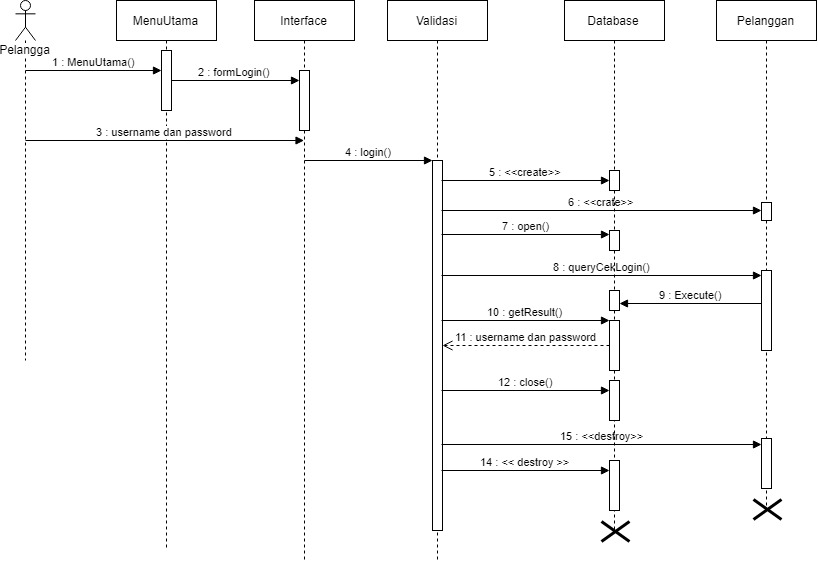 MenuUtama
Interface
Validasi
Database
Pelanggan
Pelangga
1 : MenuUtama()
2 : formLogin()
3 : username dan password
4 : login()
5 : <<create>>
6 : <<crate>>
7 : open()
8 : queryCekLogin()
9 : Execute()
10 : getResult()
11 : username dan password
12 : close()
15 : <<destroy>>
14 : << destroy >>